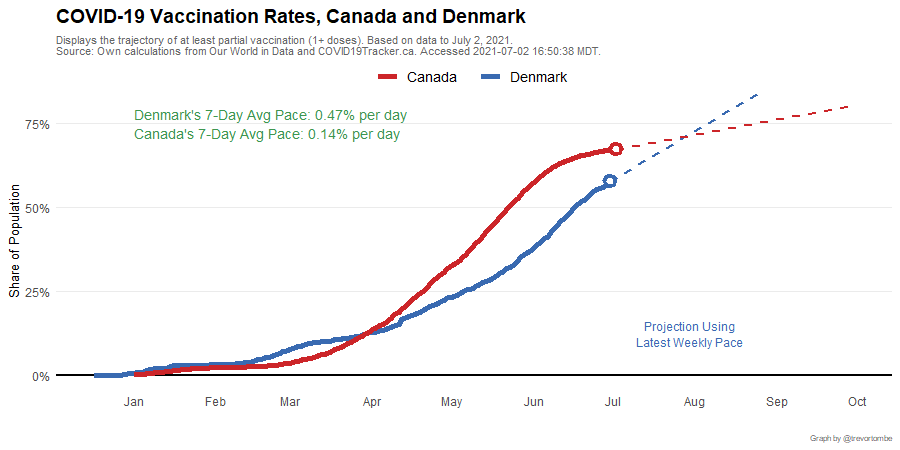 COVID-19 Vaccination Rates, Canada and Denmark
Displays the trajectory of at least partial vaccination (1+ doses). Based on data to July 2, 2021.
Source: Own calculations from Our World in Data and COVID19Tracker.ca. Accessed 2021-07-02 16:50:38 MDT.
Canada Denmark
Denmark's 7-Day Avg Pace: 0.47% per day
Canada's 7-Day Avg Pace: 0.14% per day
75%
50%
25%
0%
Share of Population
Projection Using
Latest Weekly Pace
Jan Feb Mar Apr May Jun Jul Aug Sep Oct
Graph by @trevortombe